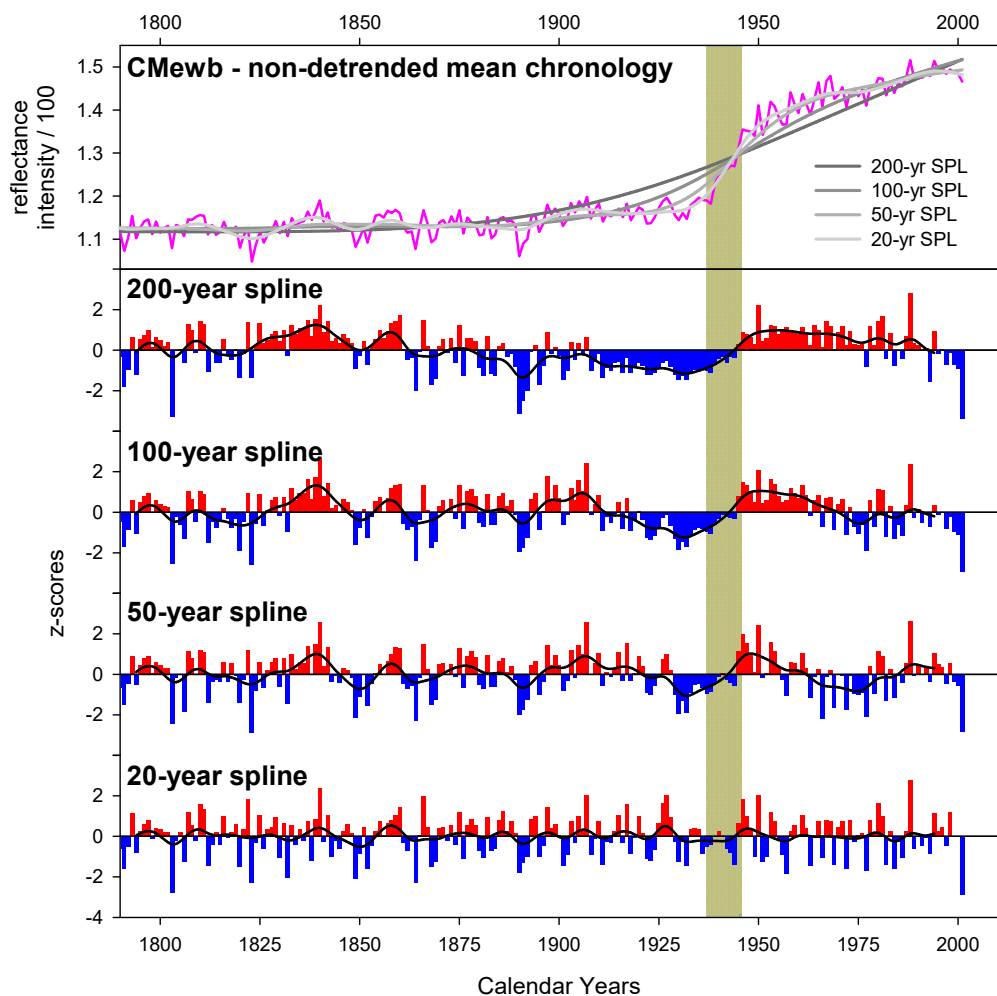 1800 1850 1900 1950 2000
CMewb - non-detrended mean chronology
1.5
1.4
1.3
1.2
1.1
reflectance
intensity / 100
200-yr SPL
100-yr SPL
50-yr SPL
20-yr SPL
200-year spline
2
0
-2
100-year spline
2
0
-2
z-scores
50-year spline
2
0
-2
20-year spline
2
0
-2
-4
1800 1825 1850 1875 1900 1925 1950 1975 2000
Calendar Years